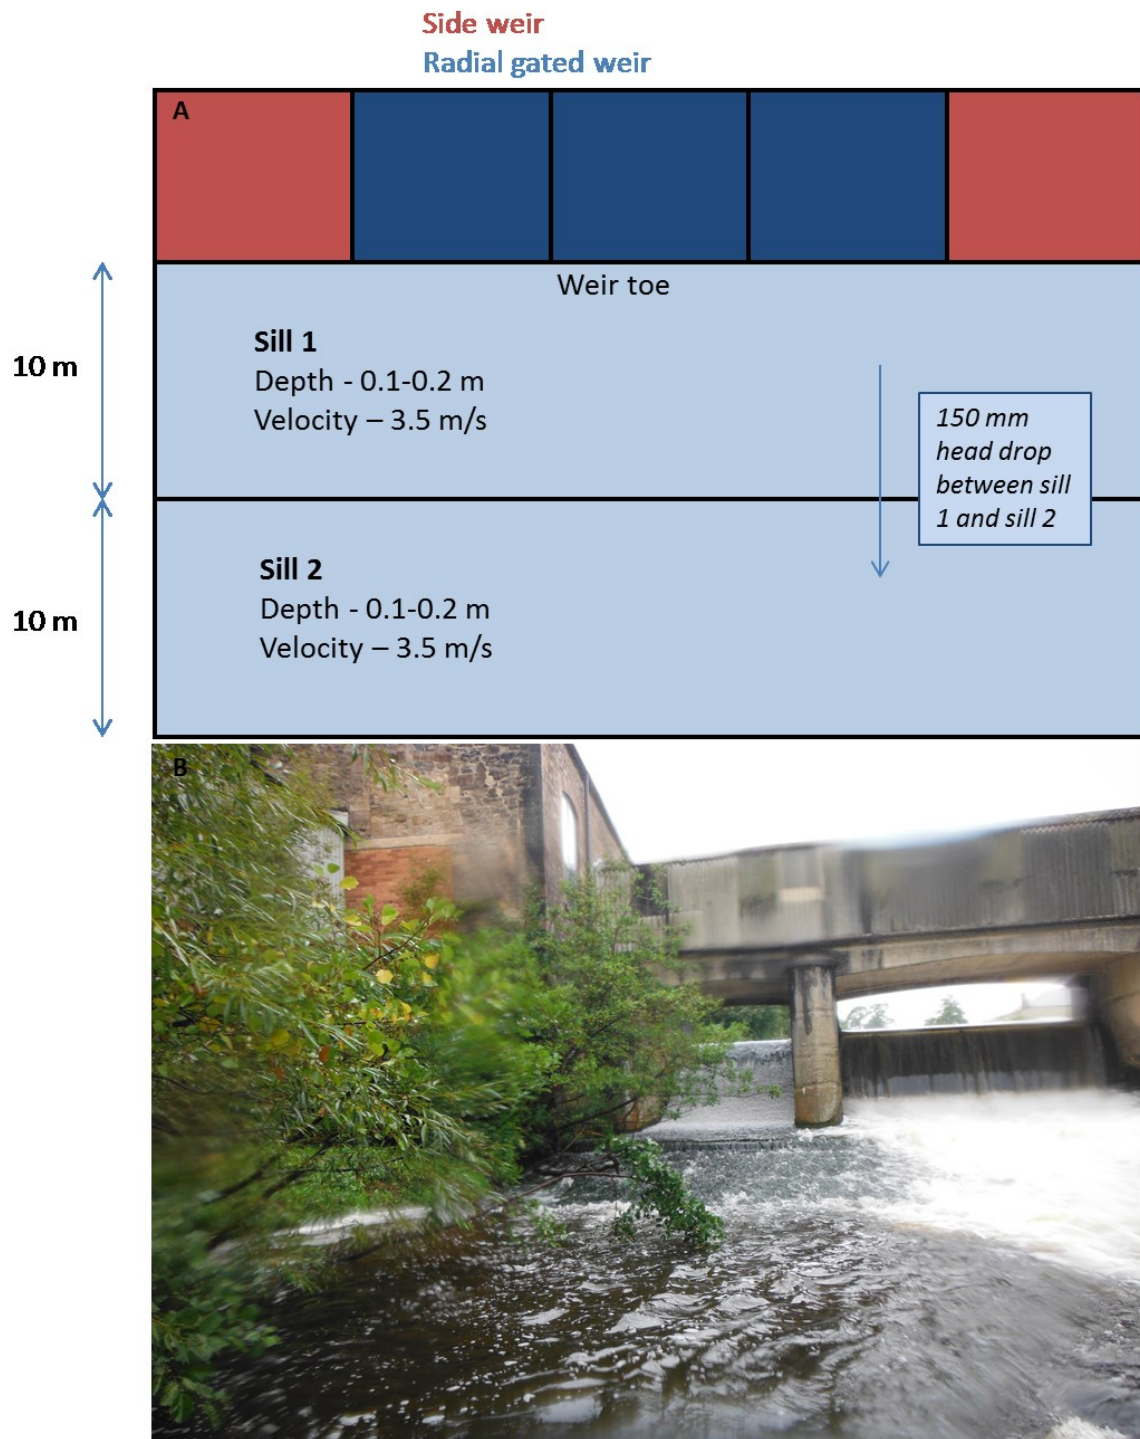 Side weir
Radial gated weir
A
Weir toe
10 m
Sill 1
Depth - 0.1-0.2 m
Velocity – 3.5 m/s
150 mm
head drop
between sill
1 and sill 2
10 m
Sill 2
Depth - 0.1-0.2 m
Velocity – 3.5 m/s
B